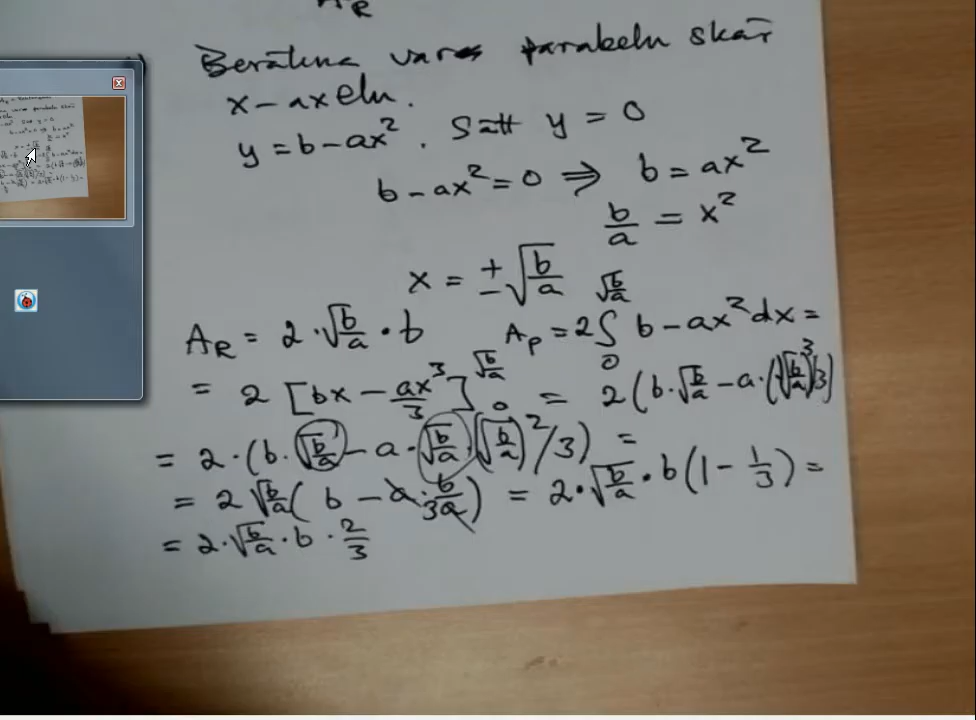 A_R
Beräkna var parabeln skär
x-axeln.
y = b - ax². Sätt y = 0
b - ax² = 0 ⇒ b = ax²
b/a = x²
x = ±√(b/a)
A_R = 2·√(b/a)·b A_P = 2∫₀^√(b/a) b - ax² dx =
= 2 [bx - ax³/3]₀^√(b/a) = 2(b·√(b/a) - a·(√(b/a))³/3)
= 2·(b·√(b/a) - a·√(b/a)·(√(b/a))²/3) =
= 2√(b/a)(b - a·b/3a) = 2·√(b/a)·b(1 - 1/3) =
= 2·√(b/a)·b·2/3